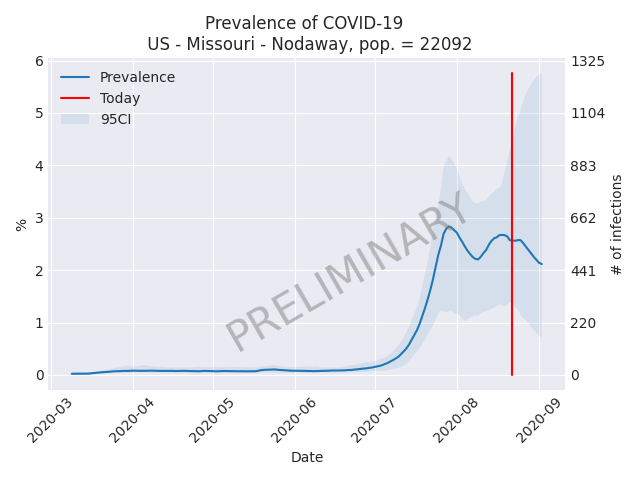 Prevalence of COVID-19
US - Missouri - Nodaway, pop. = 22092
6
5
4
3
2
1
0
%
Prevalence
Today
95CI
PRELIMINARY
1325
1104
883
662
441
220
0
# of infections
2020-03
2020-04
2020-05
2020-06
2020-07
2020-08
2020-09
Date